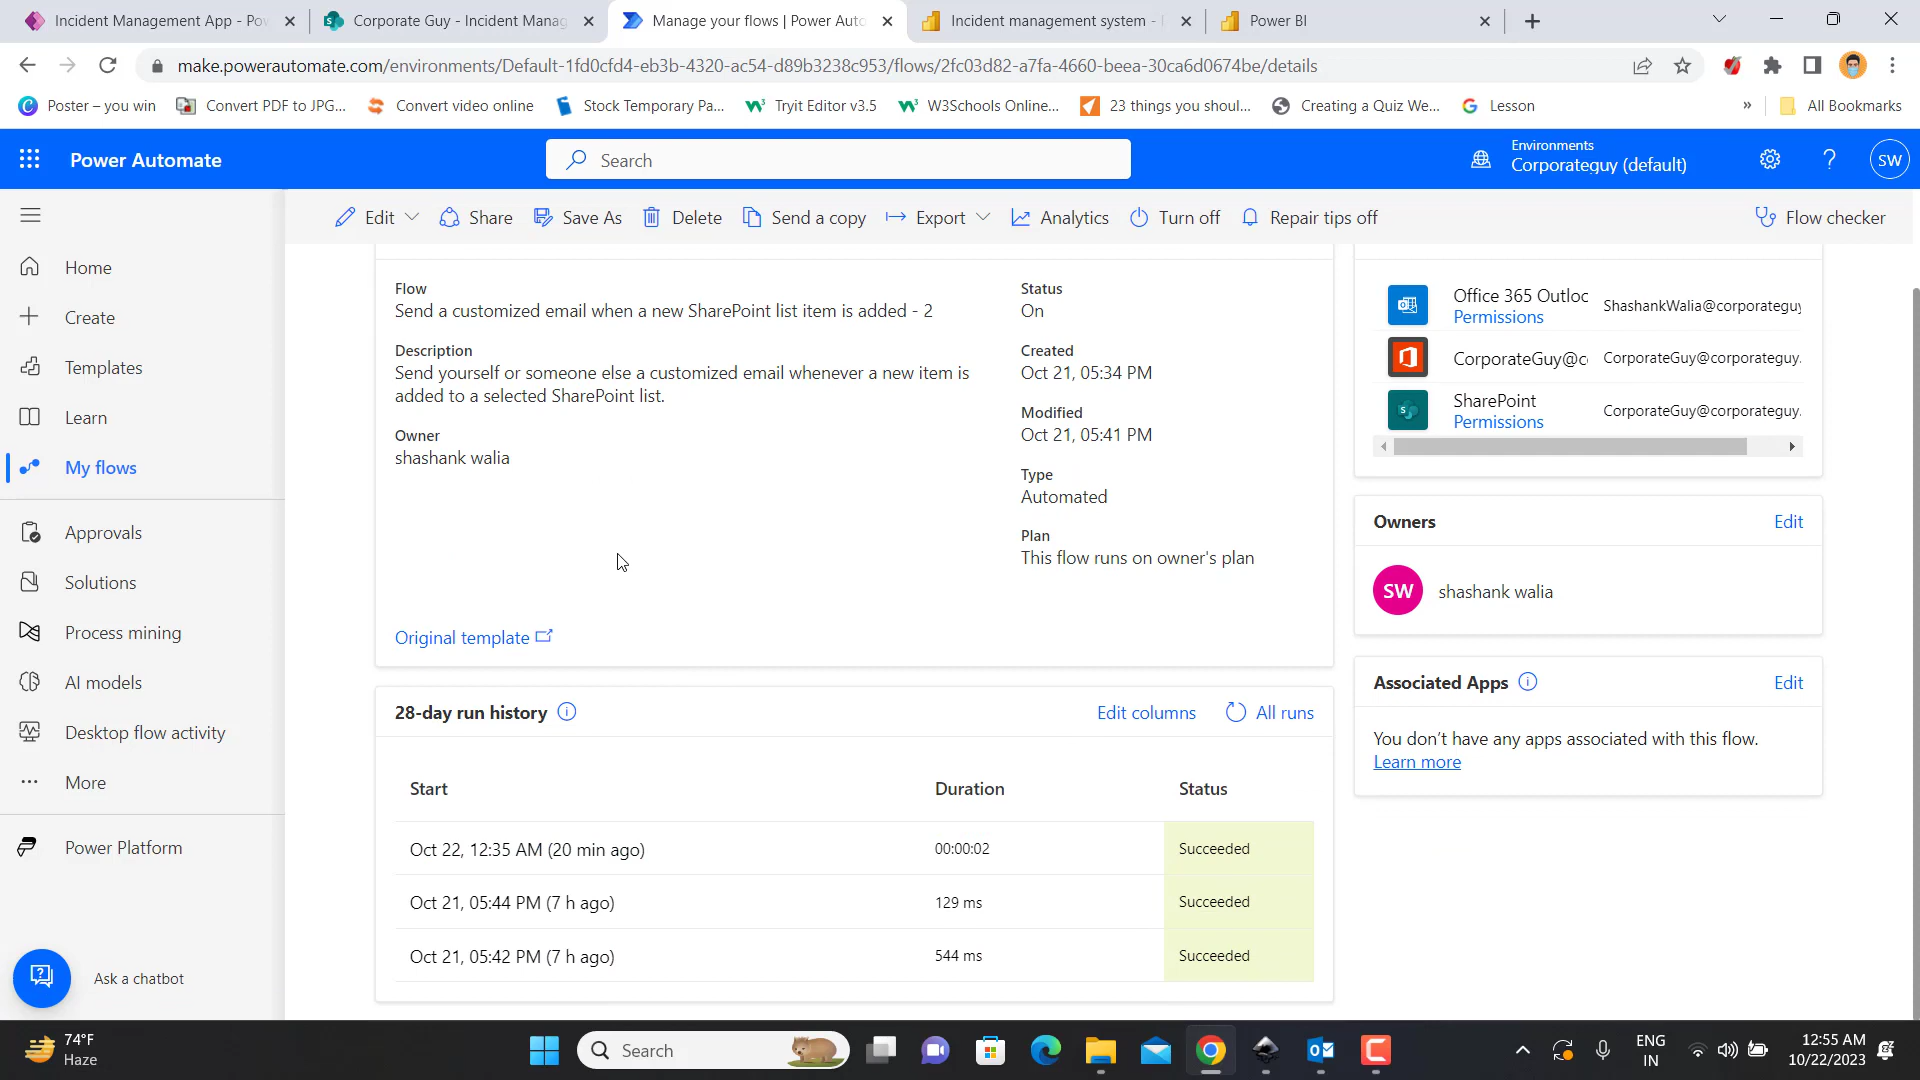 Incident Management App - Pow
Corporate Guy - Incident Manag
Manage your flows | Power Auto
Incident management system -
Power BI
make.powerautomate.com/environments/Default-1fd0cfd4-eb3b-4320-ac54-d89b3238c953/flows/2fc03d82-a7fa-4660-beea-30ca6d0674be/details
Poster – you win
Convert PDF to JPG...
Convert video online
Stock Temporary Pa...
Tryit Editor v3.5
W3Schools Online...
23 things you shoul...
Creating a Quiz We...
Lesson
»
All Bookmarks
Power Automate
Search
Environments
Corporateguy (default)
SW
Edit
Share
Save As
Delete
Send a copy
Export
Analytics
Turn off
Repair tips off
Flow checker
Home
Create
Templates
Learn
My flows
Approvals
Solutions
Process mining
AI models
Desktop flow activity
More
Power Platform
Ask a chatbot
Flow
Send a customized email when a new SharePoint list item is added - 2
Description
Send yourself or someone else a customized email whenever a new item is
added to a selected SharePoint list.
Owner
shashank walia
Original template
Status
On
Created
Oct 21, 05:34 PM
Modified
Oct 21, 05:41 PM
Type
Automated
Plan
This flow runs on owner's plan
Office 365 Outloc
Permissions
ShashankWalia@corporateguy
CorporateGuy@co
CorporateGuy@corporateguy.
SharePoint
Permissions
CorporateGuy@corporateguy.
Owners
Edit
SW
shashank walia
Associated Apps
Edit
You don't have any apps associated with this flow.
Learn more
28-day run history
Edit columns
All runs
Start Duration Status
Oct 22, 12:35 AM (20 min ago) 00:00:02 Succeeded
Oct 21, 05:44 PM (7 h ago) 129 ms Succeeded
Oct 21, 05:42 PM (7 h ago) 544 ms Succeeded
74°F
Haze
Search
ENG
IN
12:55 AM
10/22/2023